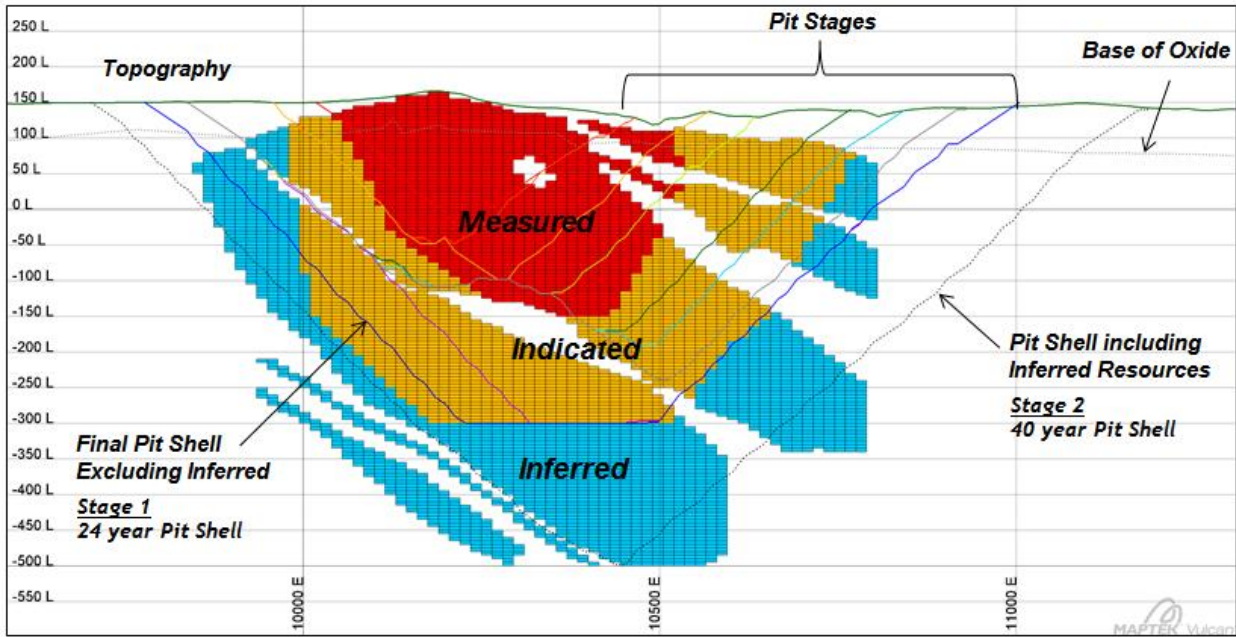 250 L
200 L
150 L
100 L
50 L
0 L
-50 L
-100 L
-150 L
-200 L
-250 L
-300 L
-350 L
-400 L
-450 L
-500 L
-550 L
Topography
Pit Stages
Base of Oxide
Measured
Indicated
Inferred
Pit Shell including
Inferred Resources
Stage 2
40 year Pit Shell
Final Pit Shell
Excluding Inferred
Stage 1
24 year Pit Shell
10000 E
10500 E
11000 E
MAPTEK Vulcan